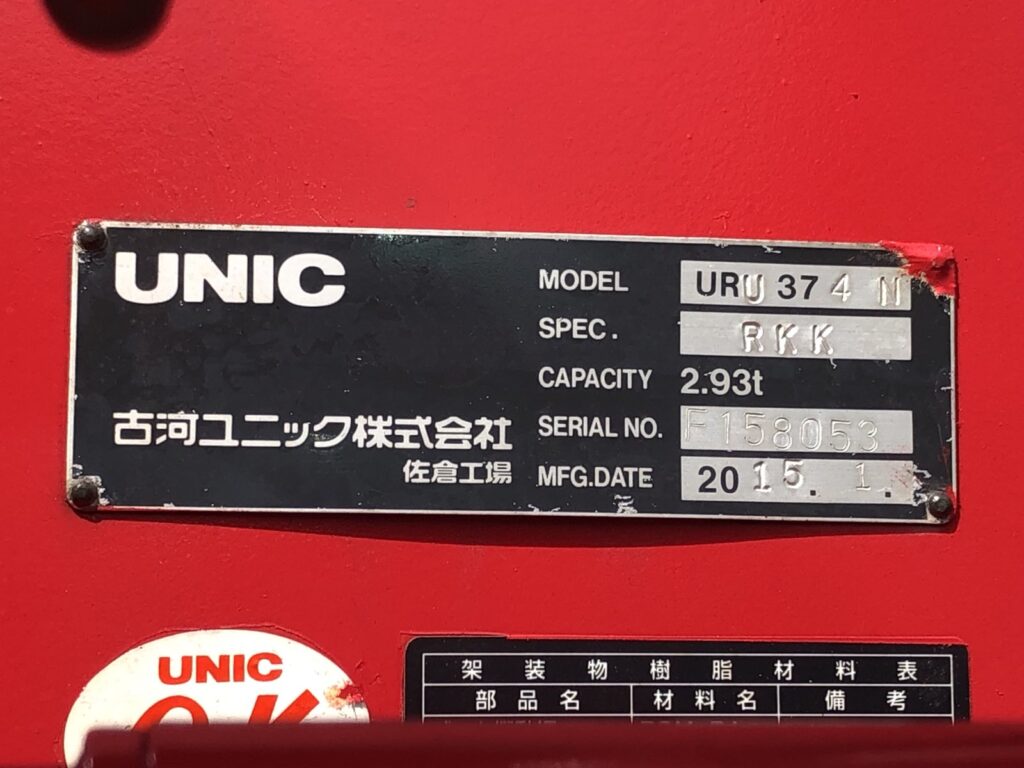 UNIC
MODEL URU 374 N
SPEC. RKK
CAPACITY 2.93t
古河ユニック株式会社
SERIAL NO. F158053
佐倉工場
MFG.DATE 2015. 1.
UNIC
架装物樹脂材料表
部品名 材料名 備考